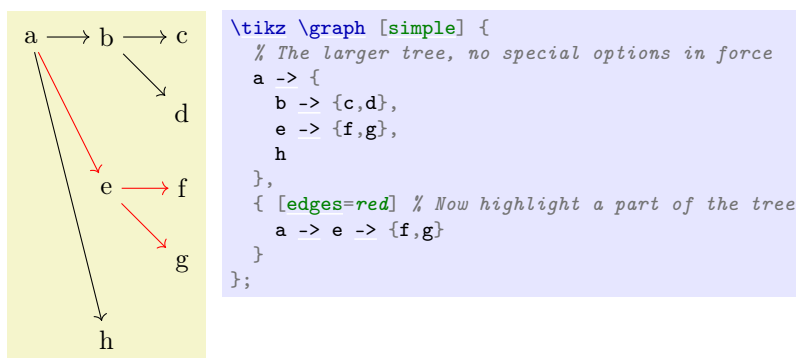 a b c
d
e f
g
h
\tikz \graph [simple] {
% The larger tree, no special options in force
a -> {
b -> {c,d},
e -> {f,g},
h
},
{ [edges=red] % Now highlight a part of the tree
a -> e -> {f,g}
}
};